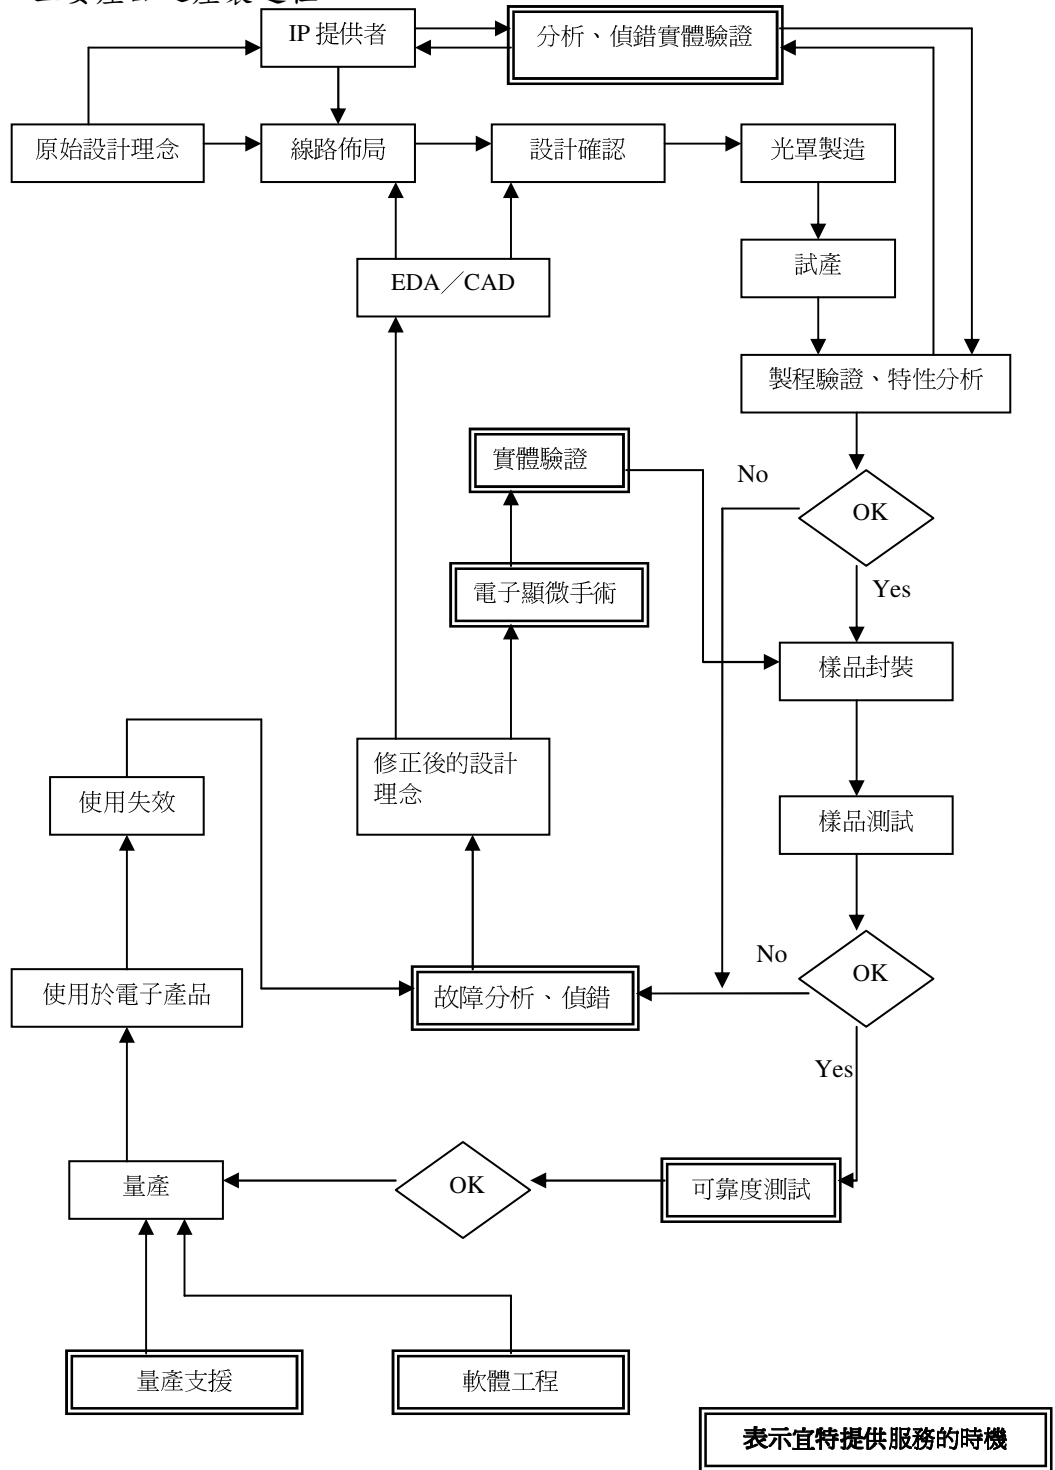 IP 提供者
分析、偵錯實體驗證
原始設計理念
線路佈局
設計確認
光罩製造
試產
EDA／CAD
製程驗證、特性分析
實體驗證
No
OK
電子顯微手術
Yes
樣品封裝
修正後的設計
理念
使用失效
樣品測試
No
OK
使用於電子產品
故障分析、偵錯
Yes
量產
OK
可靠度測試
量產支援
軟體工程
表示宜特提供服務的時機